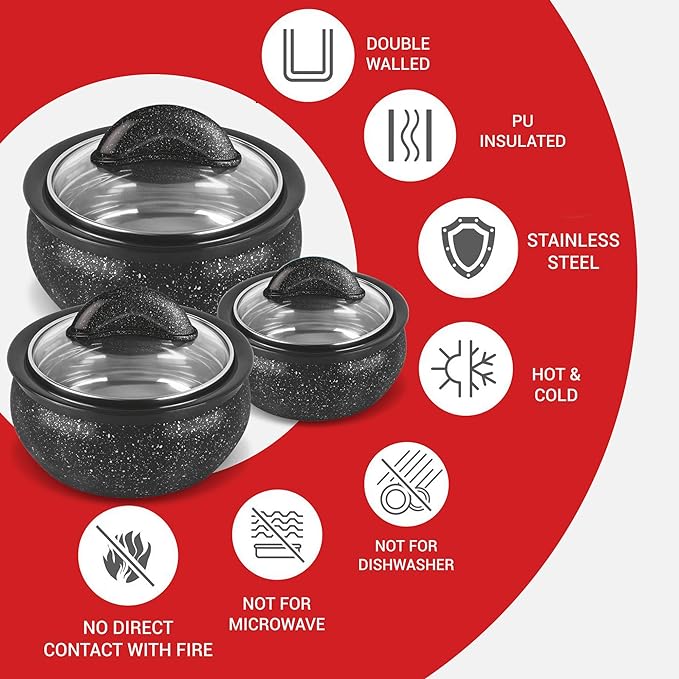 DOUBLE
WALLED
PU
INSULATED
STAINLESS
STEEL
HOT &
COLD
NOT FOR
DISHWASHER
NOT FOR
MICROWAVE
NO DIRECT
CONTACT WITH FIRE